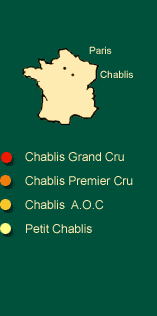 Paris
Chablis
Chablis Grand Cru
Chablis Premier Cru
Chablis A.O.C
Petit Chablis